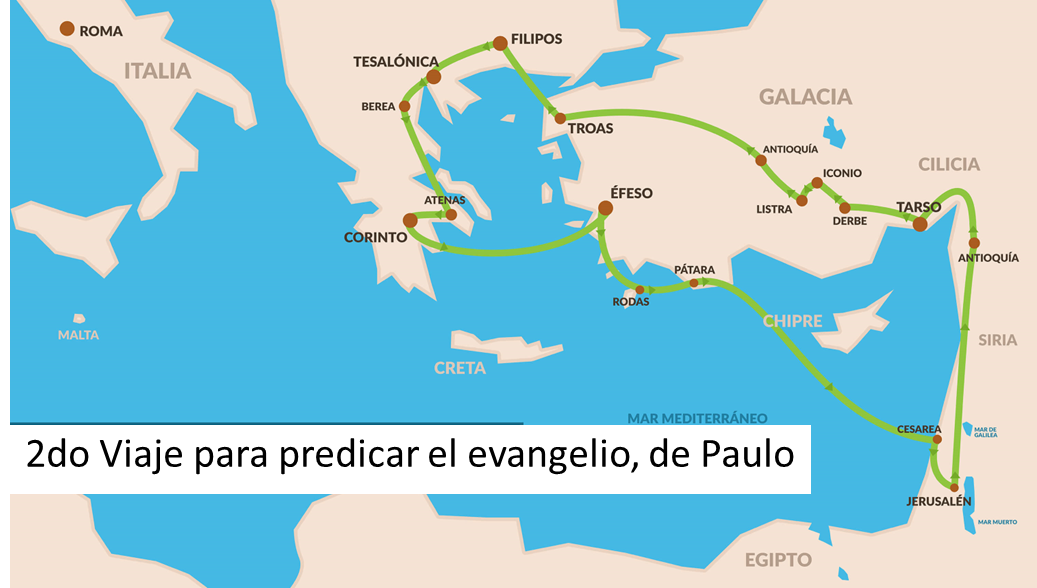 ROMA
ITALIA
FILIPOS
TESALÓNICA
BEREA
TROAS
GALACIA
ANTIOQUÍA
ICONIO
CILICIA
LISTRA
DERBE
TARSO
ATENAS
ÉFESO
CORINTO
ANTIOQUÍA
PÁTARA
RODAS
CHIPRE
MALTA
SIRIA
CRETA
MAR MEDITERRÁNEO
CESAREA
MAR DE
GALILEA
2do Viaje para predicar el evangelio, de Paulo
JERUSALÉN
MAR MUERTO
EGIPTO